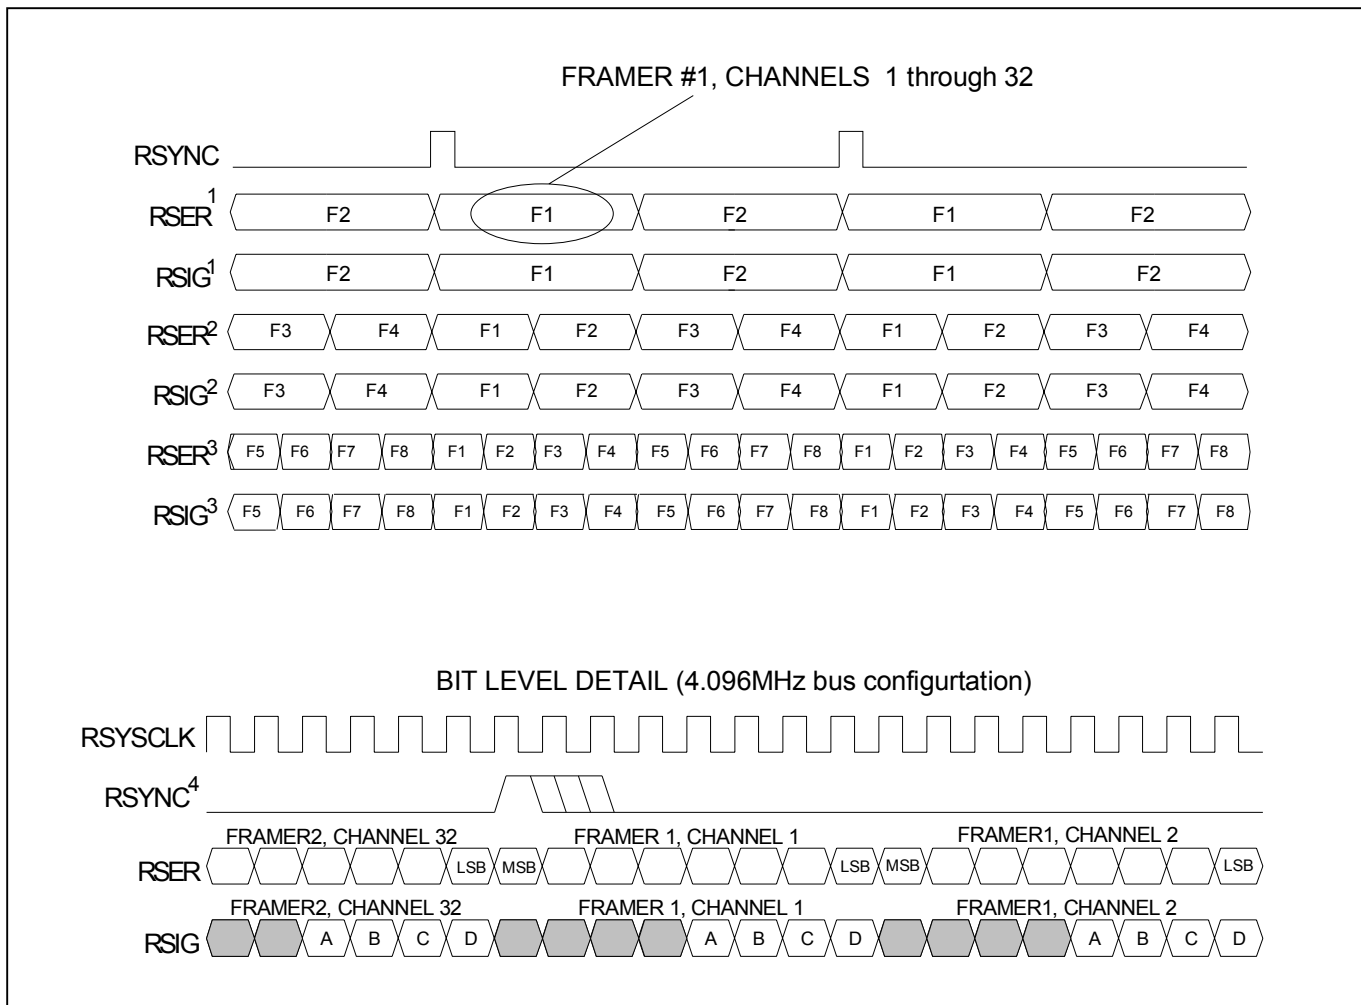 FRAMER #1, CHANNELS 1 through 32
RSYNC
RSER1 F2 F1 F2 F1 F2
RSIG1 F2 F1 F2 F1 F2
RSER2 F3 F4 F1 F2 F3 F4 F1 F2 F3 F4
RSIG2 F3 F4 F1 F2 F3 F4 F1 F2 F3 F4
RSER3 F5 F6 F7 F8 F1 F2 F3 F4 F5 F6 F7 F8 F1 F2 F3 F4 F5 F6 F7 F8
RSIG3 F5 F6 F7 F8 F1 F2 F3 F4 F5 F6 F7 F8 F1 F2 F3 F4 F5 F6 F7 F8
BIT LEVEL DETAIL (4.096MHz bus configurtation)
RSYSCLK
RSYNC4
FRAMER2, CHANNEL 32 FRAMER 1, CHANNEL 1 FRAMER1, CHANNEL 2
RSER LSB MSB LSB MSB LSB
FRAMER2, CHANNEL 32 FRAMER 1, CHANNEL 1 FRAMER1, CHANNEL 2
RSIG A B C D A B C D A B C D